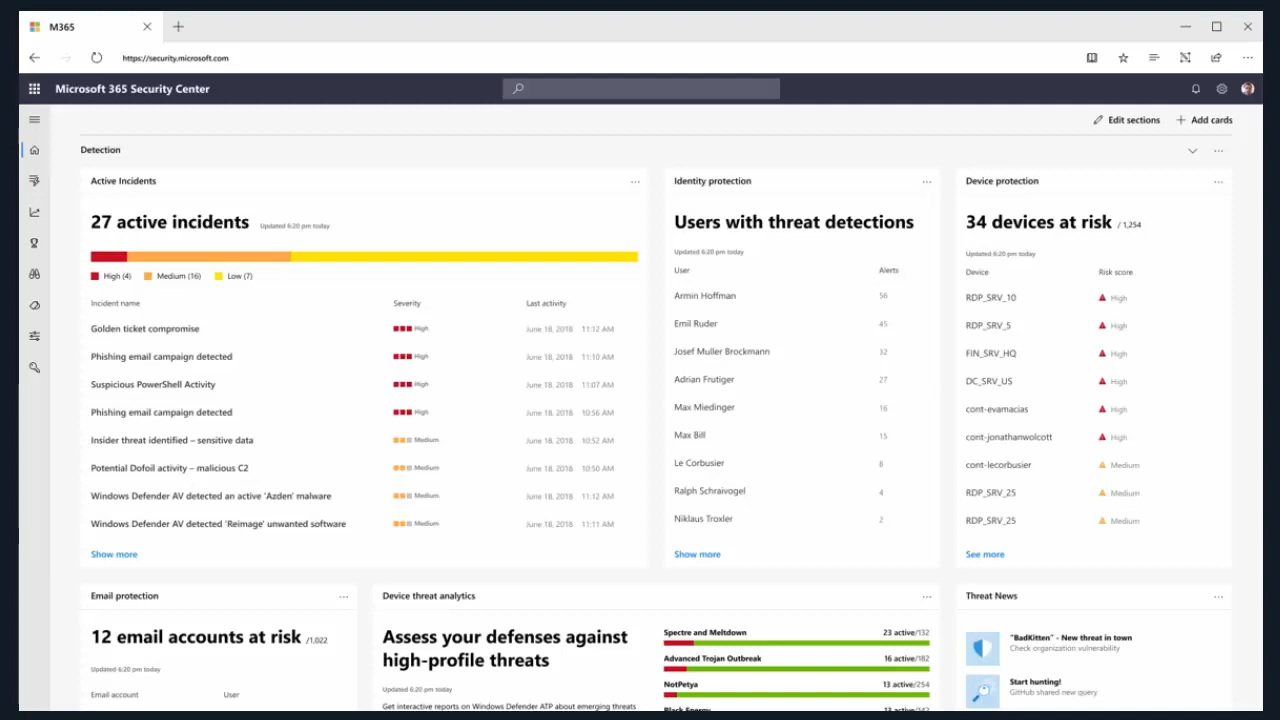 M365
https://security.microsoft.com
Microsoft 365 Security Center
Edit sections
Add cards
Detection
Active Incidents
27 active incidents Updated 6:20 pm today
High (4) Medium (16) Low (7)
Incident name Severity Last activity
Golden ticket compromise High June 18, 2018 11:12 AM
Phishing email campaign detected High June 18, 2018 11:10 AM
Suspicious PowerShell Activity High June 18, 2018 11:07 AM
Phishing email campaign detected High June 18, 2018 10:56 AM
Insider threat identified – sensitive data Medium June 18, 2018 10:52 AM
Potential Dofoil activity – malicious C2 Medium June 18, 2018 10:50 AM
Windows Defender AV detected an active 'Azden' malware Medium June 18, 2018 11:12 AM
Windows Defender AV detected 'Reimage' unwanted software Medium June 18, 2018 11:11 AM
Show more
Identity protection
Users with threat detections
Updated 6:20 pm today
User Alerts
Armin Hoffman 56
Emil Ruder 45
Josef Muller Brockmann 32
Adrian Frutiger 27
Max Miedinger 16
Max Bill 15
Le Corbusier 8
Ralph Schraivogel 4
Niklaus Troxler 2
Show more
Device protection
34 devices at risk / 1,254
Updated 6:20 pm today
Device Risk score
RDP_SRV_10 High
RDP_SRV_5 High
FIN_SRV_HQ High
DC_SRV_US High
cont-evamacias High
cont-jonathanwolcott High
cont-lecorbusier Medium
RDP_SRV_25 Medium
RDP_SRV_25 Medium
See more
Email protection
12 email accounts at risk /1,022
Updated 6:20 pm today
Email account User
Device threat analytics
Assess your defenses against
high-profile threats
Updated 6:20 pm today
Get interactive reports on Windows Defender ATP about emerging threats
Spectre and Meltdown 23 active/132
Advanced Trojan Outbreak 16 active/182
NotPetya 13 active/254
Black Energy
Threat News
"BadKitten" - New threat in town
Check organization vulnerability
Start hunting!
GitHub shared new query